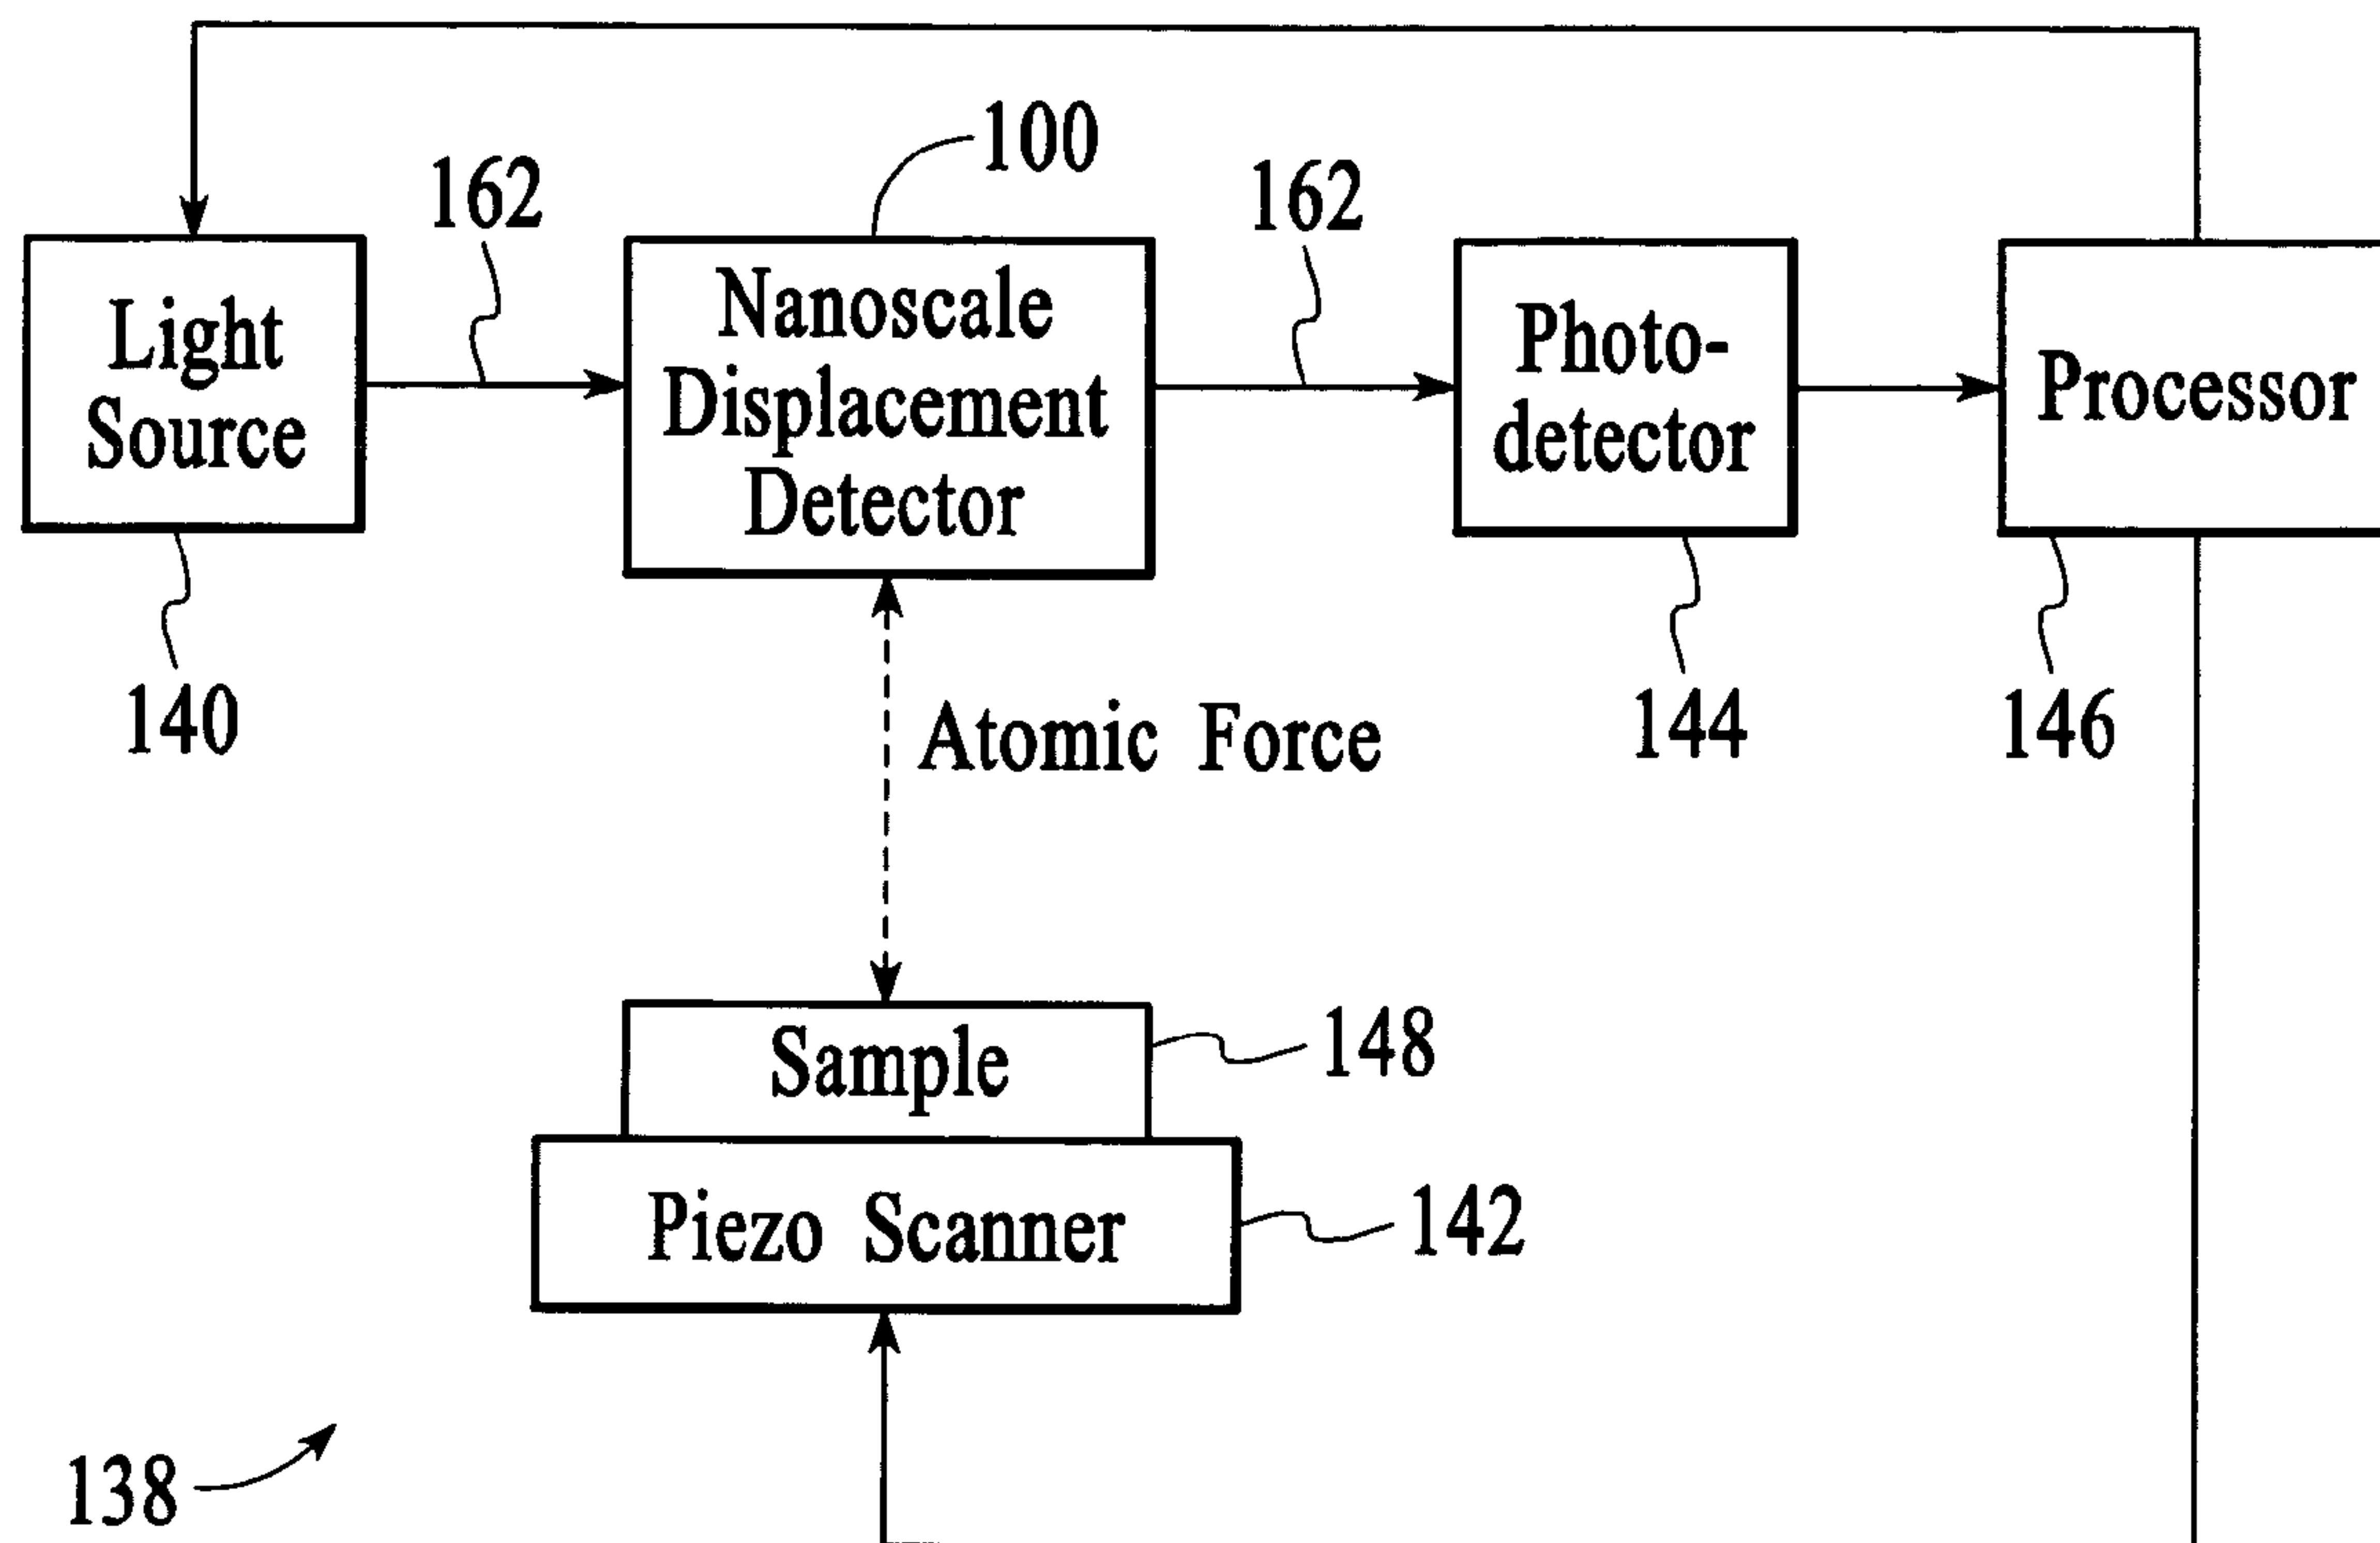 100
162
162
Light
Source
Nanoscale
Displacement
Detector
Photo-
detector
Processor
140
144
146
Atomic Force
Sample
148
Piezo Scanner
142
138